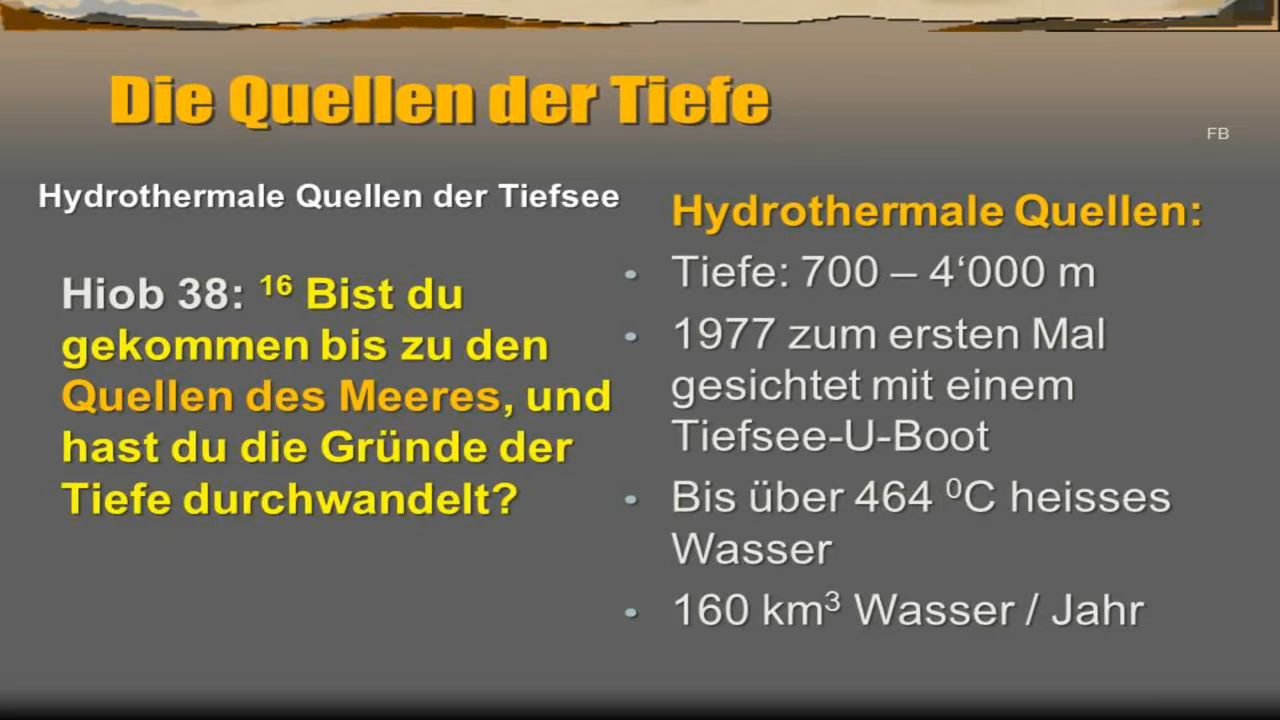 Die Quellen der Tiefe
FB
Hydrothermale Quellen der Tiefsee
Hiob 38: ¹⁶ Bist du
gekommen bis zu den
Quellen des Meeres, und
hast du die Gründe der
Tiefe durchwandelt?
Hydrothermale Quellen:
• Tiefe: 700 – 4‘000 m
• 1977 zum ersten Mal
gesichtet mit einem
Tiefsee-U-Boot
• Bis über 464 ⁰C heisses
Wasser
• 160 km³ Wasser / Jahr